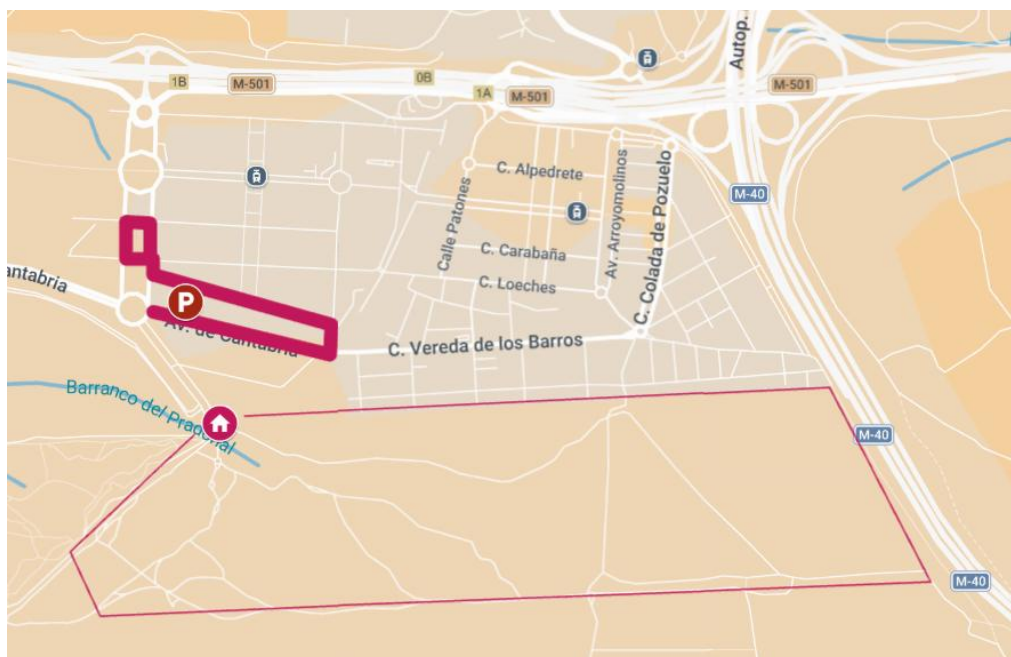 Autop...
1B
M-501
0B
1A
M-501
M-501
C. Alpedrete
M-40
Calle Patones
Av. Arroyomolinos
C. Colada de Pozuelo
C. Carabaña
antabria
C. Loeches
P
Av. de Cantabria
C. Vereda de los Barros
Barranco del Pradenal
M-40
M-40